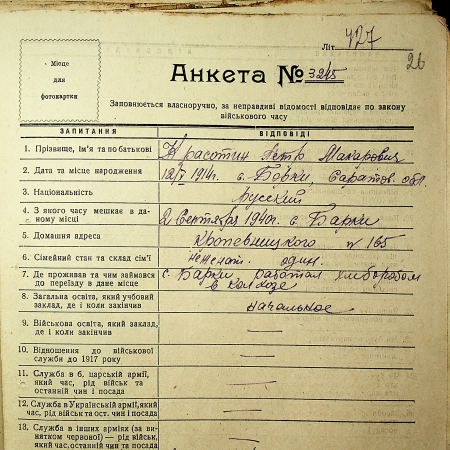 Літ. 427
26
Місце
для
фотокартки
Анкета № 3245
Заповнюється власноручно, за неправдиві відомості відповідає по закону
військового часу
ЗАПИТАННЯ ВІДПОВІДІ
1. Прізвище, ім'я та по батькові Красотин Петр Макарович
2. Дата та місце народження 18/I 1914г. с. Борки, Саратов. обл.
3. Національність русский
4. З якого часу мешкає в да-
ному місці 2 Сентября 1940г. с. Барки
5. Домашня адреса Кропевницкого № 165
6. Сімейний стан та склад сім'ї один.
7. Де проживав та чим займався
до переїзду в дане місце с. Барки, работал хлборобом
в колхозе
8. Загальна освіта, який учбовий
заклад, де і коли закінчив начальное
9. Військова освіта, який заклад,
де і коли закінчив —
10. Відношення до військової
служби до 1917 року —
11. Служба в б. царській армії,
який час, рід військ та
останній чин і посада —
12. Служба в Українській армії, який
час, рід військ та ост. чин і посада —
13. Служба в інших арміях (за ви-
нятком червоної) — рід військ,
який час, останній чин та посада